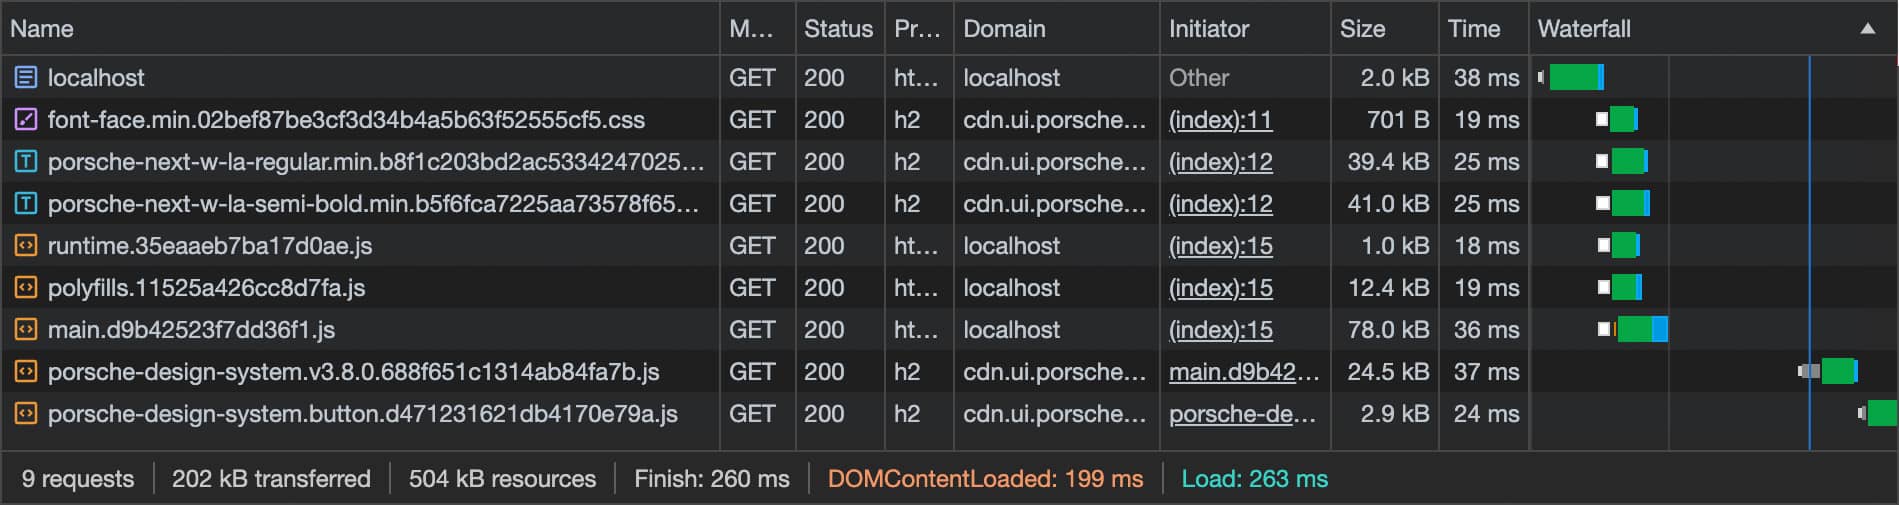 Name M... Status Pr... Domain Initiator Size Time Waterfall
localhost GET 200 ht... localhost Other 2.0 kB 38 ms
font-face.min.02bef87be3cf3d34b4a5b63f52555cf5.css GET 200 h2 cdn.ui.porsche... (index):11 701 B 19 ms
porsche-next-w-la-regular.min.b8f1c203bd2ac5334247025... GET 200 h2 cdn.ui.porsche... (index):12 39.4 kB 25 ms
porsche-next-w-la-semi-bold.min.b5f6fca7225aa73578f65... GET 200 h2 cdn.ui.porsche... (index):12 41.0 kB 25 ms
runtime.35eaaeb7ba17d0ae.js GET 200 ht... localhost (index):15 1.0 kB 18 ms
polyfills.11525a426cc8d7fa.js GET 200 ht... localhost (index):15 12.4 kB 19 ms
main.d9b42523f7dd36f1.js GET 200 ht... localhost (index):15 78.0 kB 36 ms
porsche-design-system.v3.8.0.688f651c1314ab84fa7b.js GET 200 h2 cdn.ui.porsche... main.d9b42... 24.5 kB 37 ms
porsche-design-system.button.d471231621db4170e79a.js GET 200 h2 cdn.ui.porsche... porsche-de... 2.9 kB 24 ms
9 requests 202 kB transferred 504 kB resources Finish: 260 ms DOMContentLoaded: 199 ms Load: 263 ms